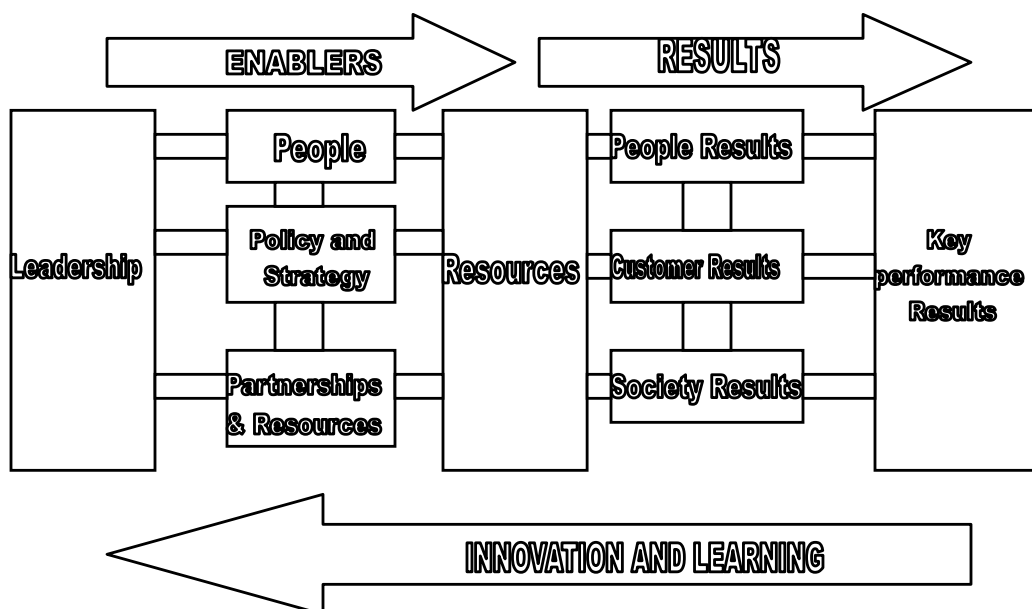 ENABLERS
RESULTS
Leadership
People
Policy and
Strategy
Partnerships
& Resources
Resources
People Results
Customer Results
Society Results
Key
performance
Results
INNOVATION AND LEARNING